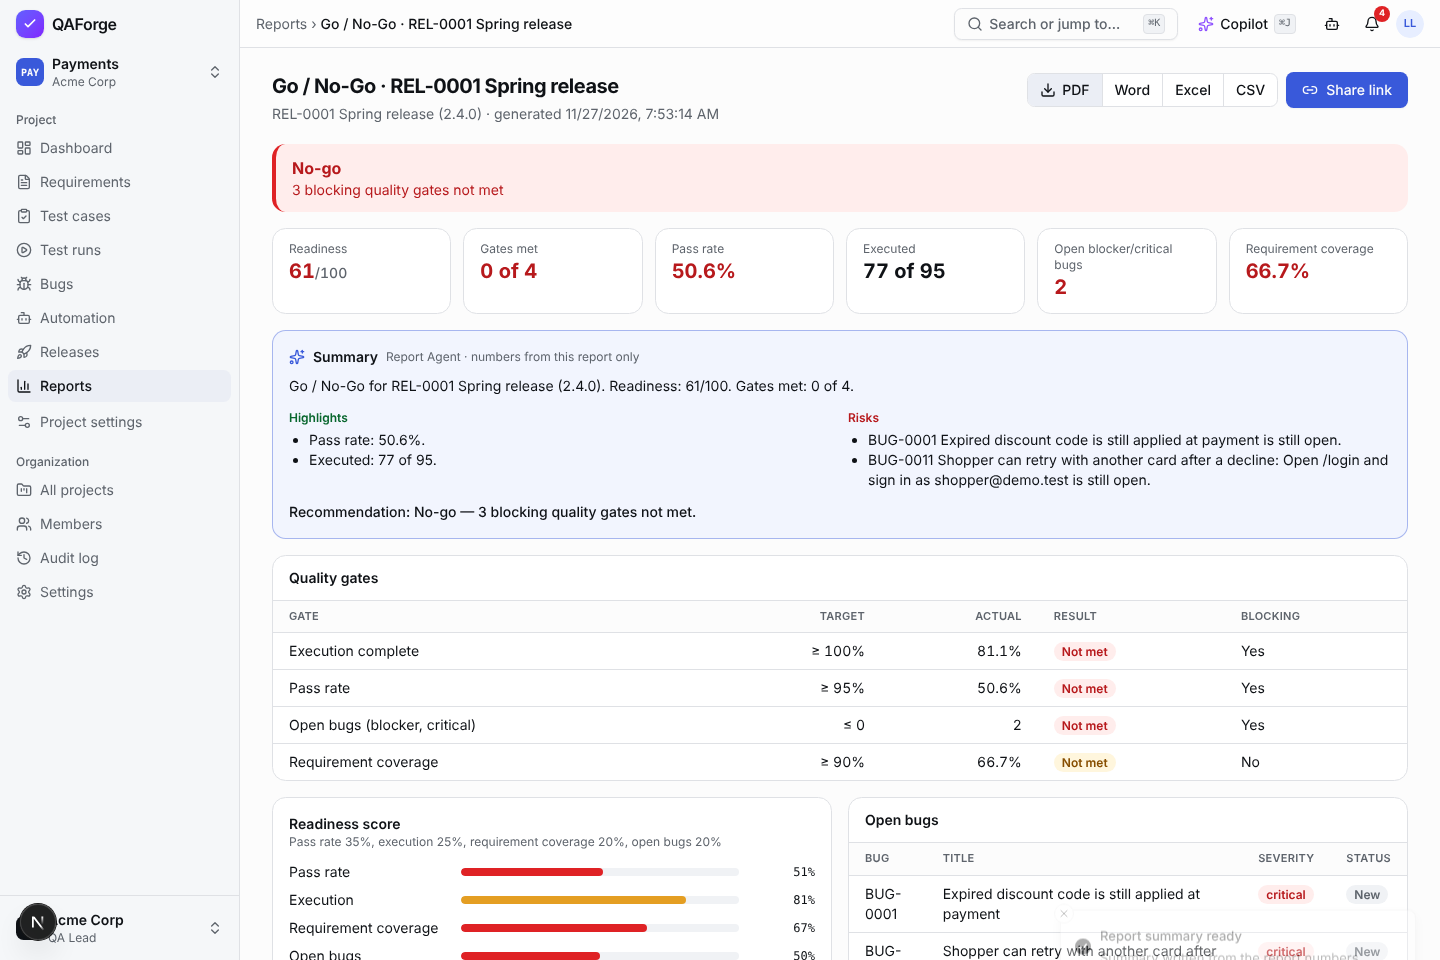 QAForge
PAY
Payments
Acme Corp
Project
Dashboard
Requirements
Test cases
Test runs
Bugs
Automation
Releases
Reports
Project settings
Organization
All projects
Members
Audit log
Settings
N
cme Corp
QA Lead
Reports › Go / No-Go · REL-0001 Spring release
Search or jump to... ⌘K
Copilot ⌘J
4
LL
Go / No-Go · REL-0001 Spring release
REL-0001 Spring release (2.4.0) · generated 11/27/2026, 7:53:14 AM
PDF Word Excel CSV
Share link
No-go
3 blocking quality gates not met
Readiness
61/100
Gates met
0 of 4
Pass rate
50.6%
Executed
77 of 95
Open blocker/critical
bugs
2
Requirement coverage
66.7%
Summary Report Agent · numbers from this report only
Go / No-Go for REL-0001 Spring release (2.4.0). Readiness: 61/100. Gates met: 0 of 4.
Highlights
• Pass rate: 50.6%.
• Executed: 77 of 95.
Risks
• BUG-0001 Expired discount code is still applied at payment is still open.
• BUG-0011 Shopper can retry with another card after a decline: Open /login and
sign in as shopper@demo.test is still open.
Recommendation: No-go — 3 blocking quality gates not met.
Quality gates
GATE TARGET ACTUAL RESULT BLOCKING
Execution complete ≥ 100% 81.1% Not met Yes
Pass rate ≥ 95% 50.6% Not met Yes
Open bugs (blocker, critical) ≤ 0 2 Not met Yes
Requirement coverage ≥ 90% 66.7% Not met No
Readiness score
Pass rate 35%, execution 25%, requirement coverage 20%, open bugs 20%
Pass rate 51%
Execution 81%
Requirement coverage 67%
Open bugs 50%
Open bugs
BUG TITLE SEVERITY STATUS
BUG-
0001
Expired discount code is still applied at
payment
critical New
BUG-
Shopper can retry with another card after
critical New
Report summary ready
Summary written from the report numbers